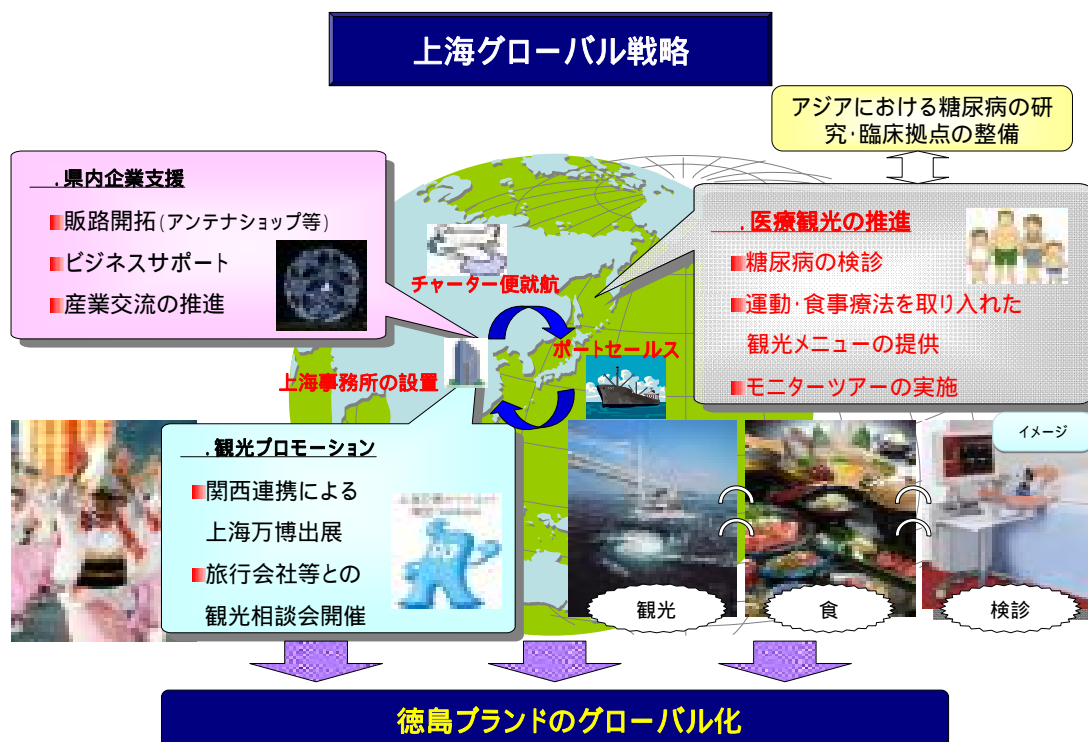 上海グローバル戦略
アジアにおける糖尿病の研
究・臨床拠点の整備
．県内企業支援
■販路開拓(アンテナショップ等)
■ビジネスサポート
■産業交流の推進
チャーター便就航
ポートセールス
上海事務所の設置
．医療観光の推進
■糖尿病の検診
■運動・食事療法を取り入れた
観光メニューの提供
■モニターツアーの実施
．観光プロモーション
■関西連携による
上海万博出展
■旅行会社等との
観光相談会開催
イメージ
観光
食
検診
徳島ブランドのグローバル化